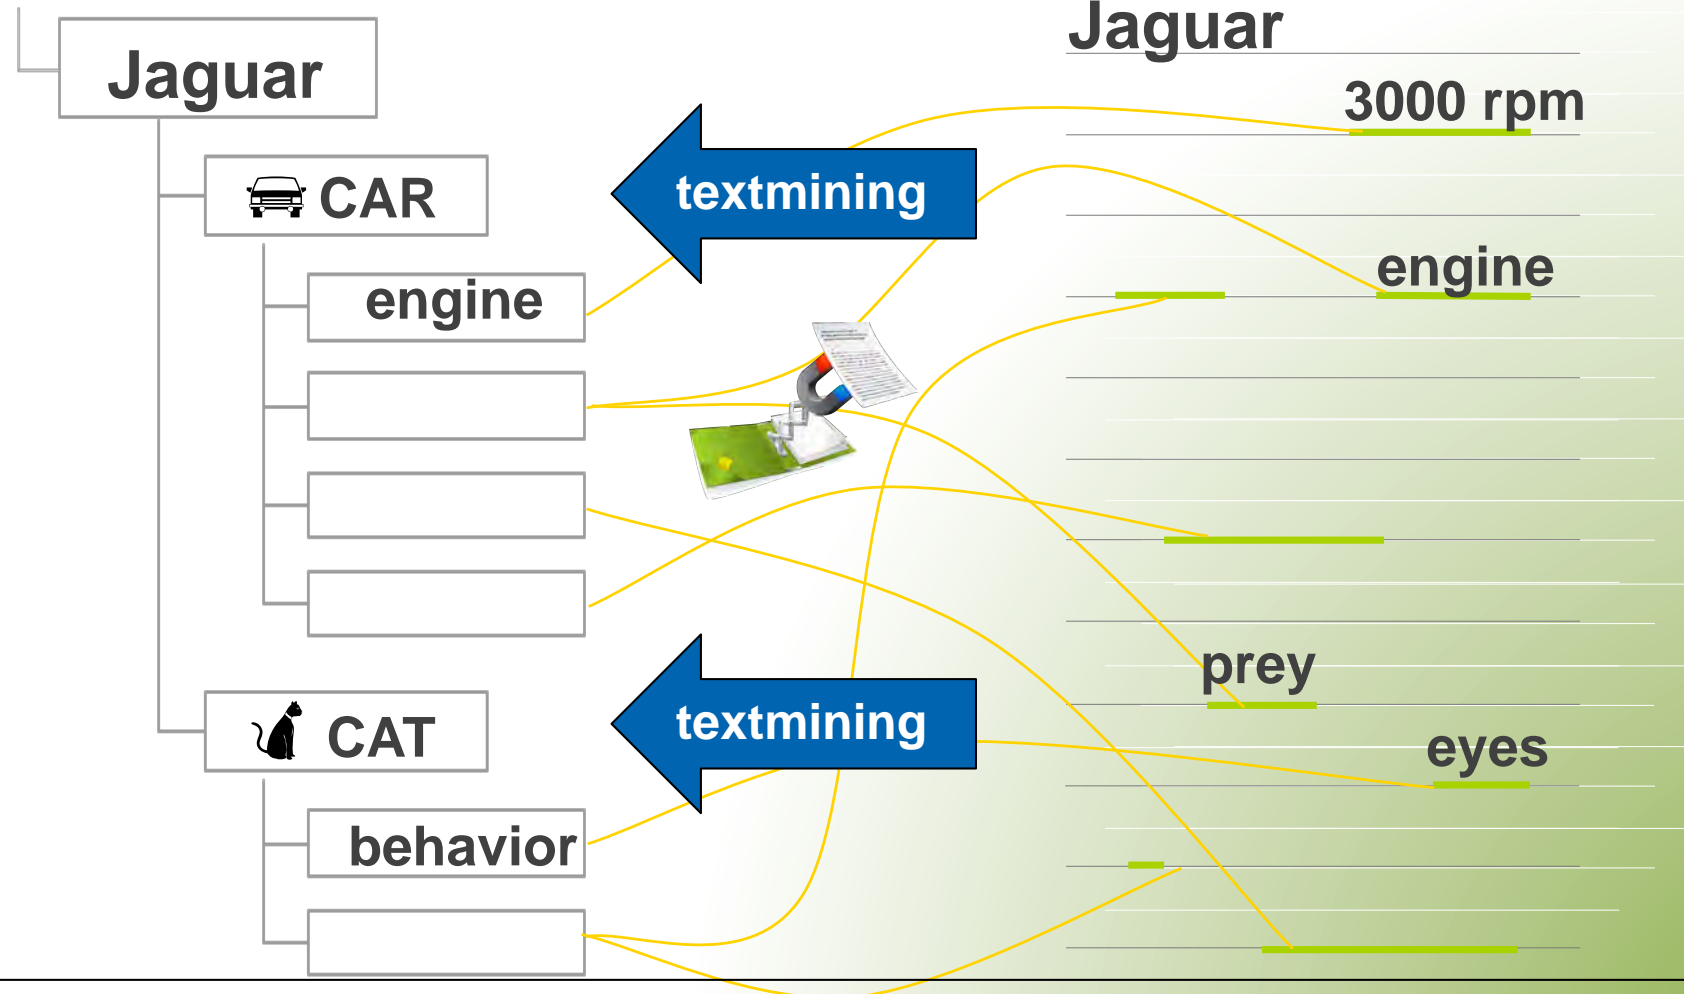 Jaguar
CAR
engine
CAT
behavior
textmining
textmining
Jaguar
3000 rpm
engine
prey
eyes